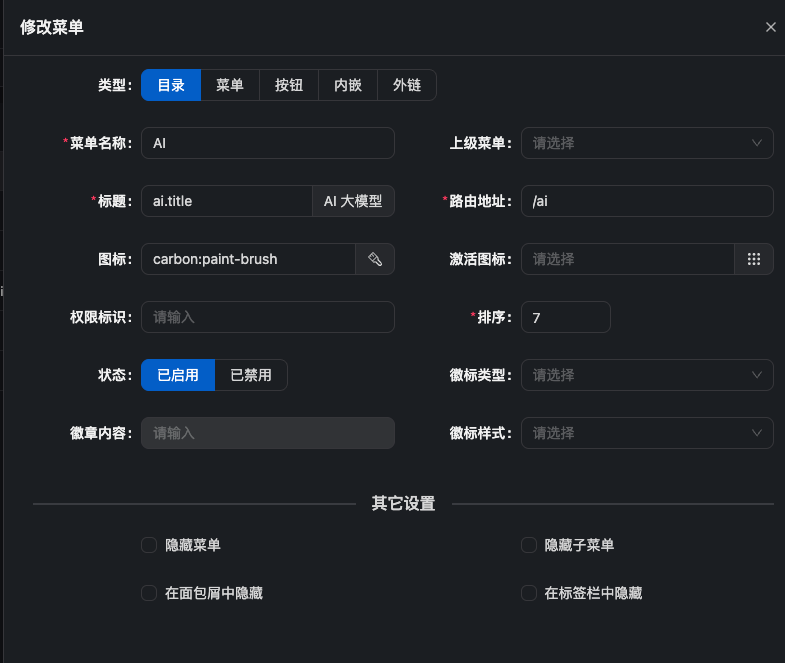 修改菜单
类型: 目录 菜单 按钮 内嵌 外链
*菜单名称: AI 上级菜单: 请选择
*标题: ai.title AI 大模型 *路由地址: /ai
图标: carbon:paint-brush 激活图标: 请选择
权限标识: 请输入 *排序: 7
状态: 已启用 已禁用 徽标类型: 请选择
徽章内容: 请输入 徽标样式: 请选择
其它设置
隐藏菜单 隐藏子菜单
在面包屑中隐藏 在标签栏中隐藏